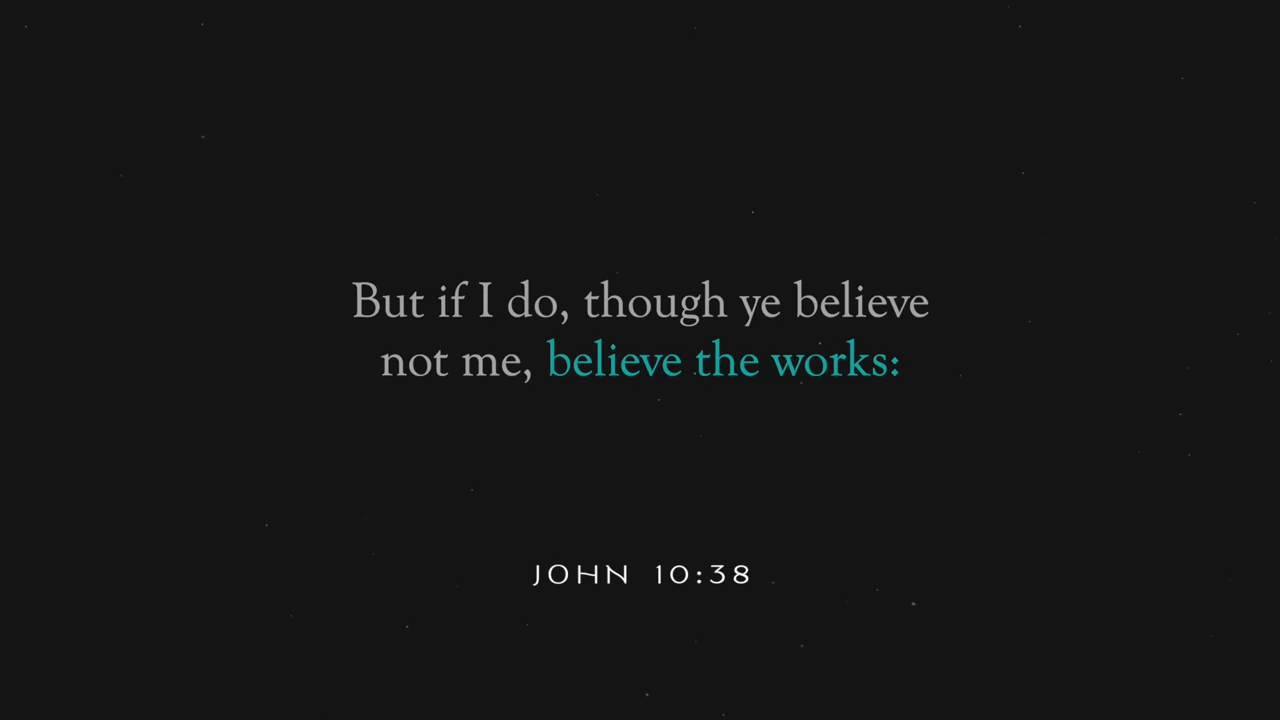 But if I do, though ye believe
not me, believe the works:
JOHN 10:38